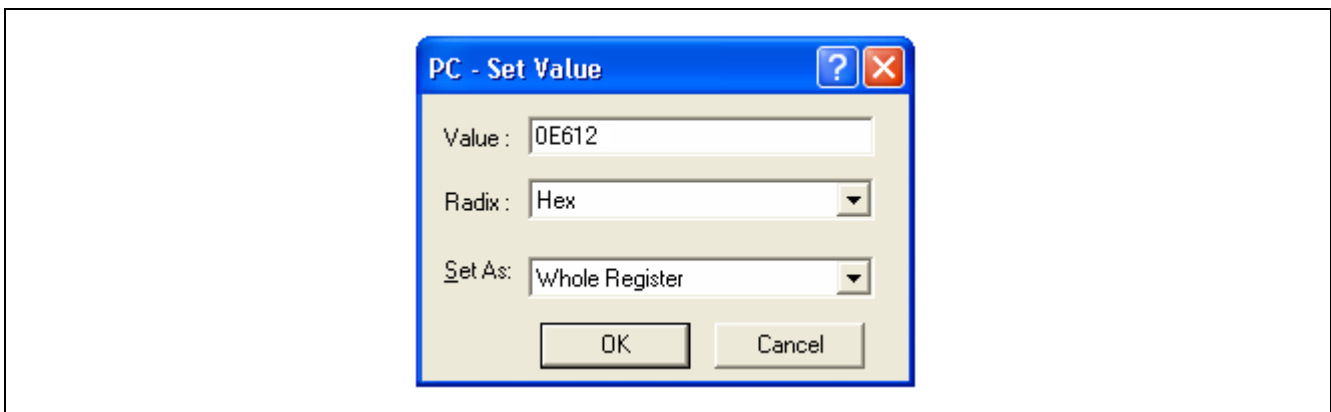 PC - Set Value
Value : 0E612
Radix : Hex
Set As: Whole Register
OK Cancel